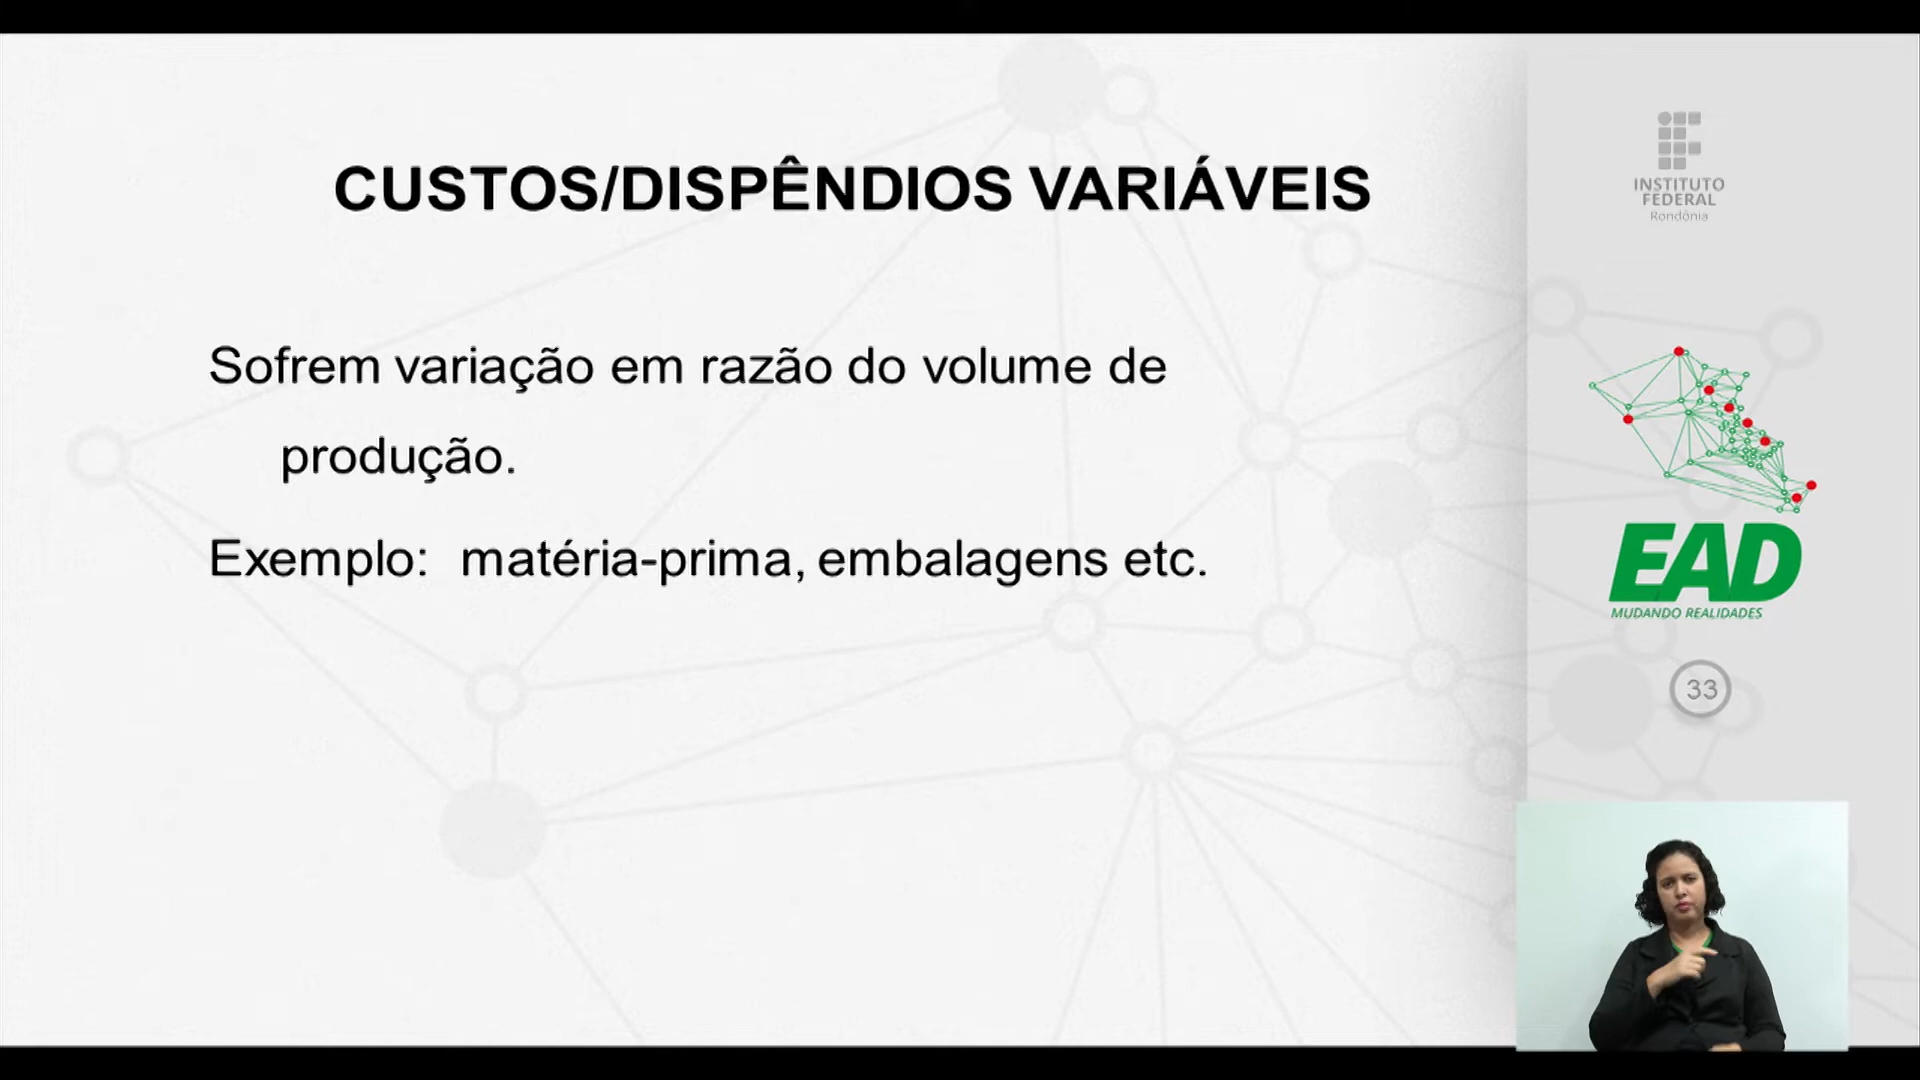 CUSTOS/DISPÊNDIOS VARIÁVEIS
Sofrem variação em razão do volume de
produção.
Exemplo: matéria-prima, embalagens etc.
INSTITUTO
FEDERAL
Rondônia
EAD
MUDANDO REALIDADES
33